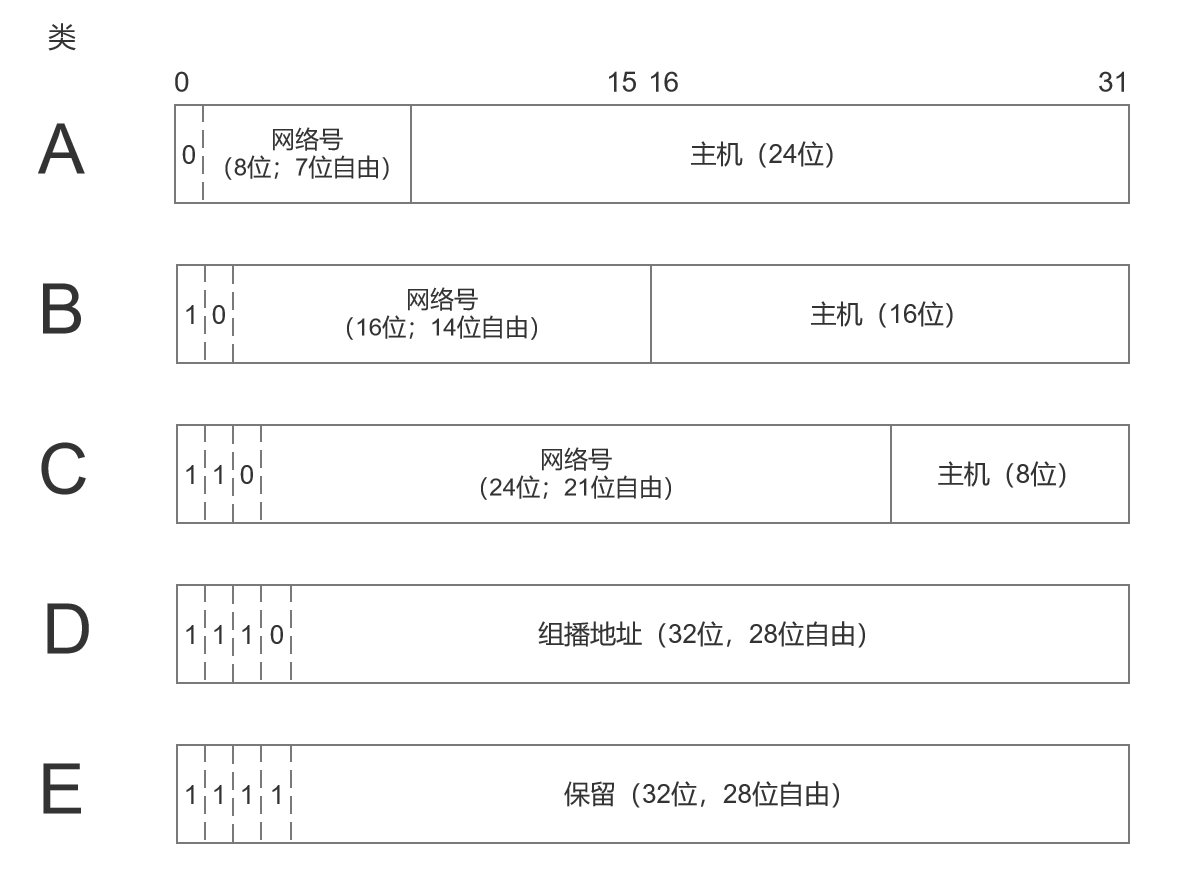 类
0 15 16 31
A
0
网络号
（8位；7位自由）
主机（24位）
B
1 0
网络号
（16位；14位自由）
主机（16位）
C
1 1 0
网络号
（24位；21位自由）
主机（8位）
D
1 1 1 0
组播地址（32位，28位自由）
E
1 1 1 1
保留（32位，28位自由）